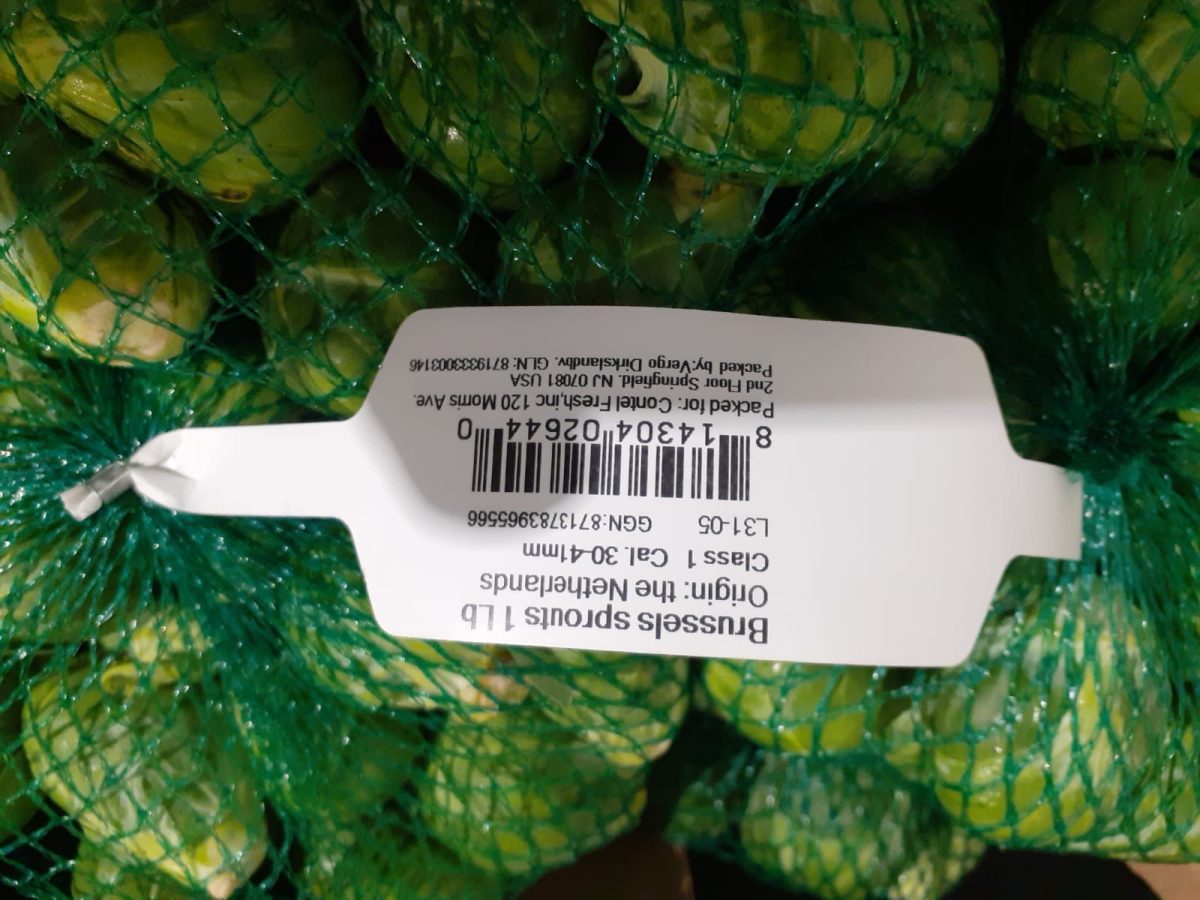 Brussels sprouts 1 Lb
Origin: the Netherlands
Class 1 Cal. 30-41mm
L31-05 GGN:8713783965566
8 14304 02644 0
Packed for: Contel Fresh,inc 120 Morris Ave.
2nd Floor Springfield. NJ 07081 USA
Packed by:Vergo Dirkslandbv. GLN: 8719333003146